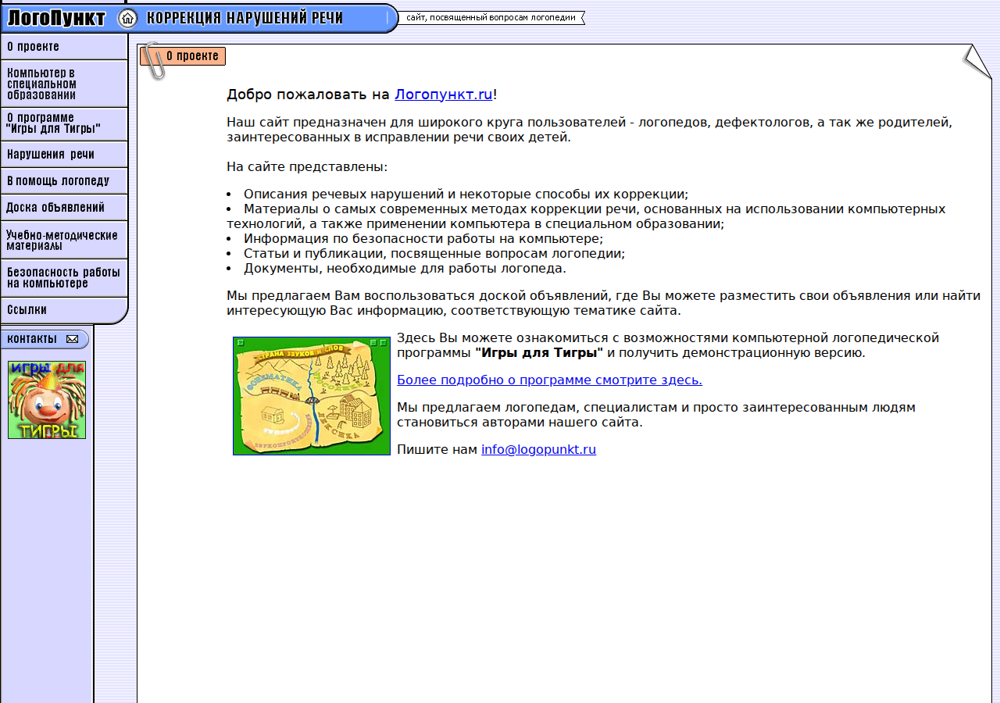 ЛогоПункт
КОРРЕКЦИЯ НАРУШЕНИЙ РЕЧИ
сайт, посвященный вопросам логопедии
О проекте
Компьютер в
специальном
образовании
О программе
"Игры для Тигры"
Нарушения речи
В помощь логопеду
Доска объявлений
Учебно-методические
материалы
Безопасность работы
на компьютере
Ссылки
контакты
ИГРЫ ДЛЯ
ТИГРЫ
О проекте
Добро пожаловать на Логопункт.ru!
Наш сайт предназначен для широкого круга пользователей - логопедов, дефектологов, а так же родителей,
заинтересованных в исправлении речи своих детей.
На сайте представлены:
• Описания речевых нарушений и некоторые способы их коррекции;
• Материалы о самых современных методах коррекции речи, основанных на использовании компьютерных
технологий, а также применении компьютера в специальном образовании;
• Информация по безопасности работы на компьютере;
• Статьи и публикации, посвященные вопросам логопедии;
• Документы, необходимые для работы логопеда.
Мы предлагаем Вам воспользоваться доской объявлений, где Вы можете разместить свои объявления или найти
интересующую Вас информацию, соответствующую тематике сайта.
СТРАНА ЗВУКОВ И СЛОВ
ФОНЕМАТИКА
ПРОСОДИКА
ЗВУКОПРОИЗНОШЕНИЕ
ЛЕКСИКА
Здесь Вы можете ознакомиться с возможностями компьютерной логопедической
программы "Игры для Тигры" и получить демонстрационную версию.
Более подробно о программе смотрите здесь.
Мы предлагаем логопедам, специалистам и просто заинтересованным людям
становиться авторами нашего сайта.
Пишите нам info@logopunkt.ru